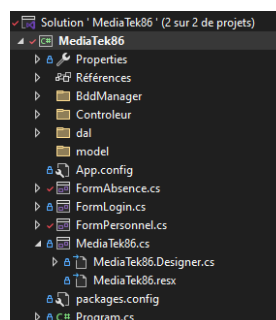 Solution ' MediaTek86' (2 sur 2 de projets)
C# MediaTek86
Properties
Références
BddManager
Controleur
dal
model
App.config
FormAbsence.cs
FormLogin.cs
FormPersonnel.cs
MediaTek86.cs
MediaTek86.Designer.cs
MediaTek86.resx
packages.config
C# Program.cs